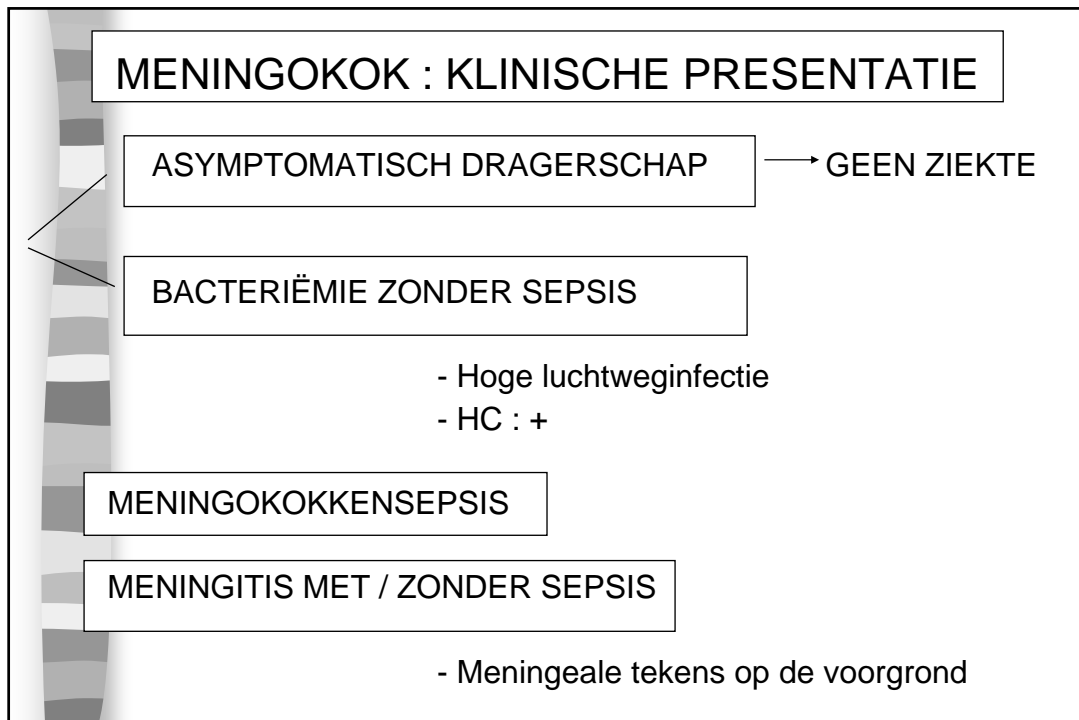 MENINGOKOK : KLINISCHE PRESENTATIE
ASYMPTOMATISCH DRAGERSCHAP GEEN ZIEKTE
BACTERIËMIE ZONDER SEPSIS
- Hoge luchtweginfectie
- HC : +
MENINGOKOKKENSEPSIS
MENINGITIS MET / ZONDER SEPSIS
- Meningeale tekens op de voorgrond